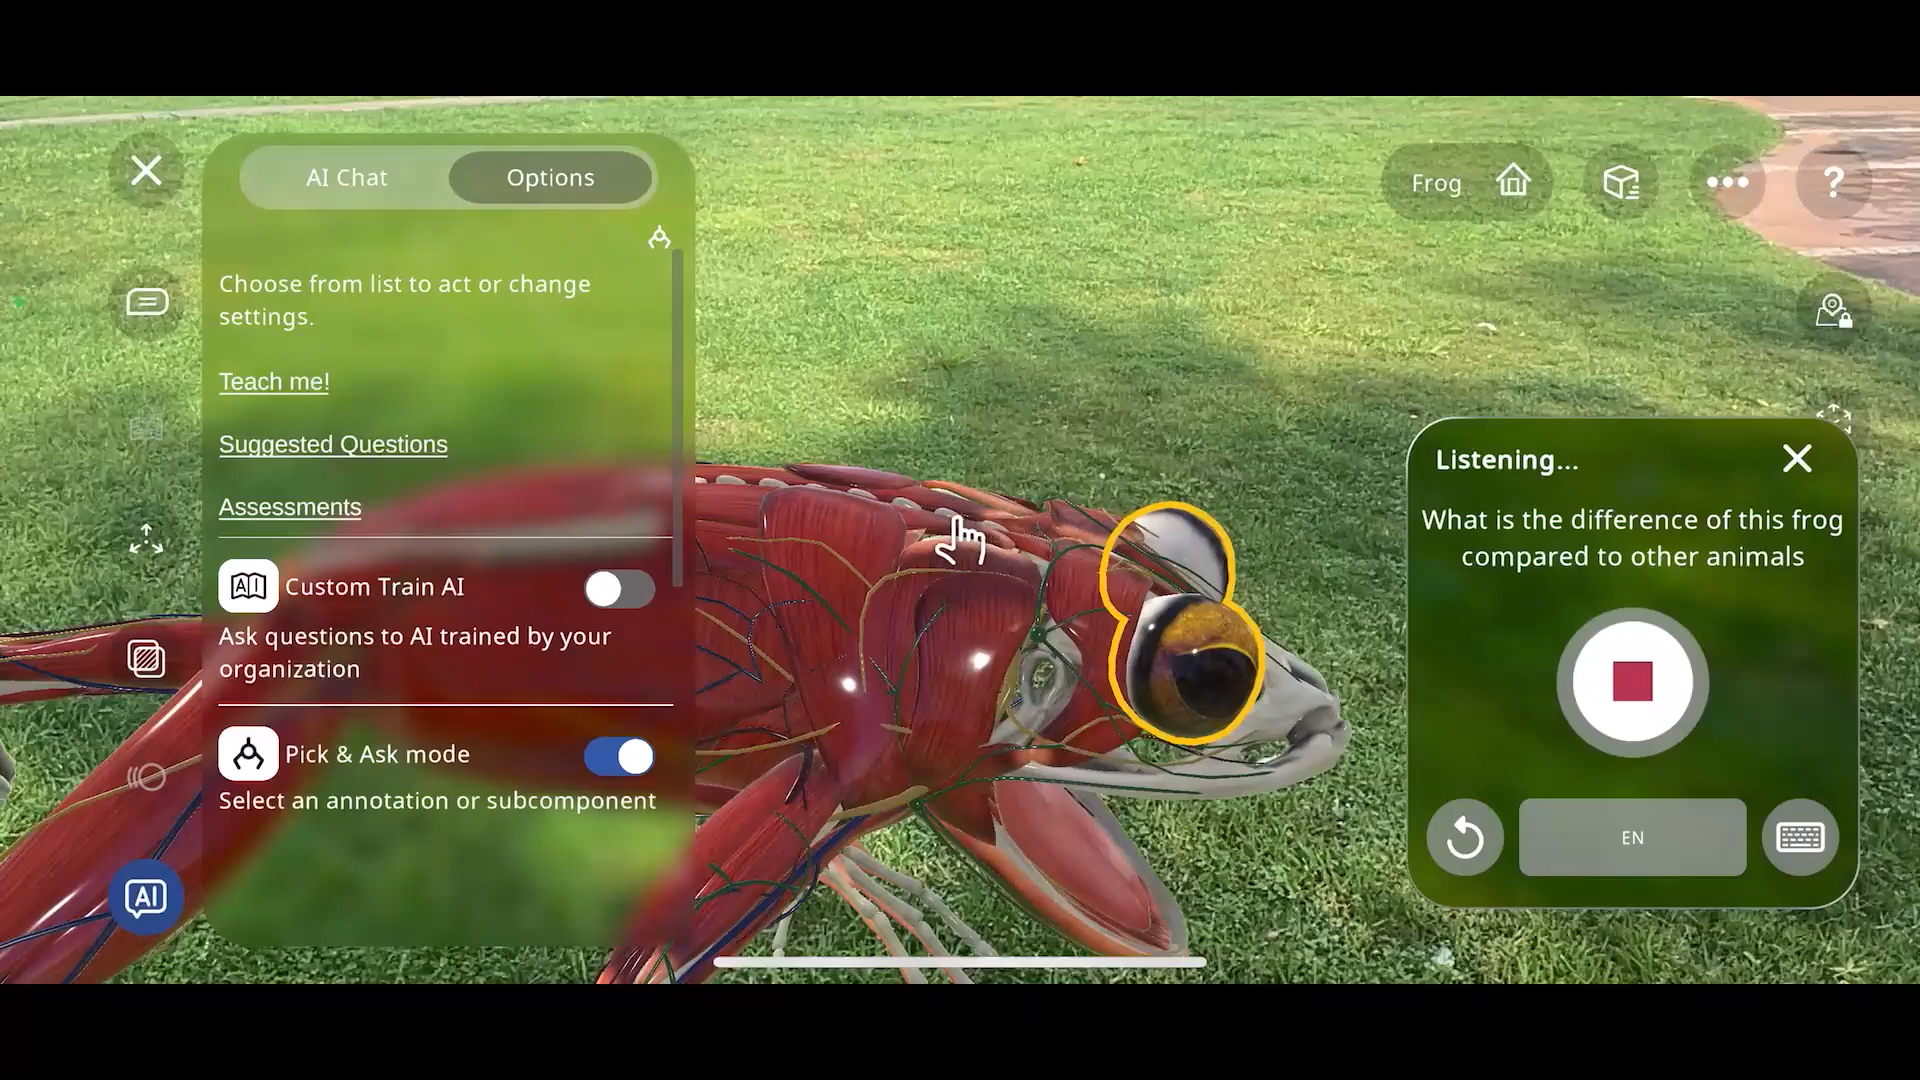 AI Chat
Options
Choose from list to act or change
settings.
Teach me!
Suggested Questions
Assessments
AI
Custom Train AI
Ask questions to AI trained by your
organization
Pick & Ask mode
Select an annotation or subcomponent
AI
Frog
?
Listening...
What is the difference of this frog
compared to other animals
EN